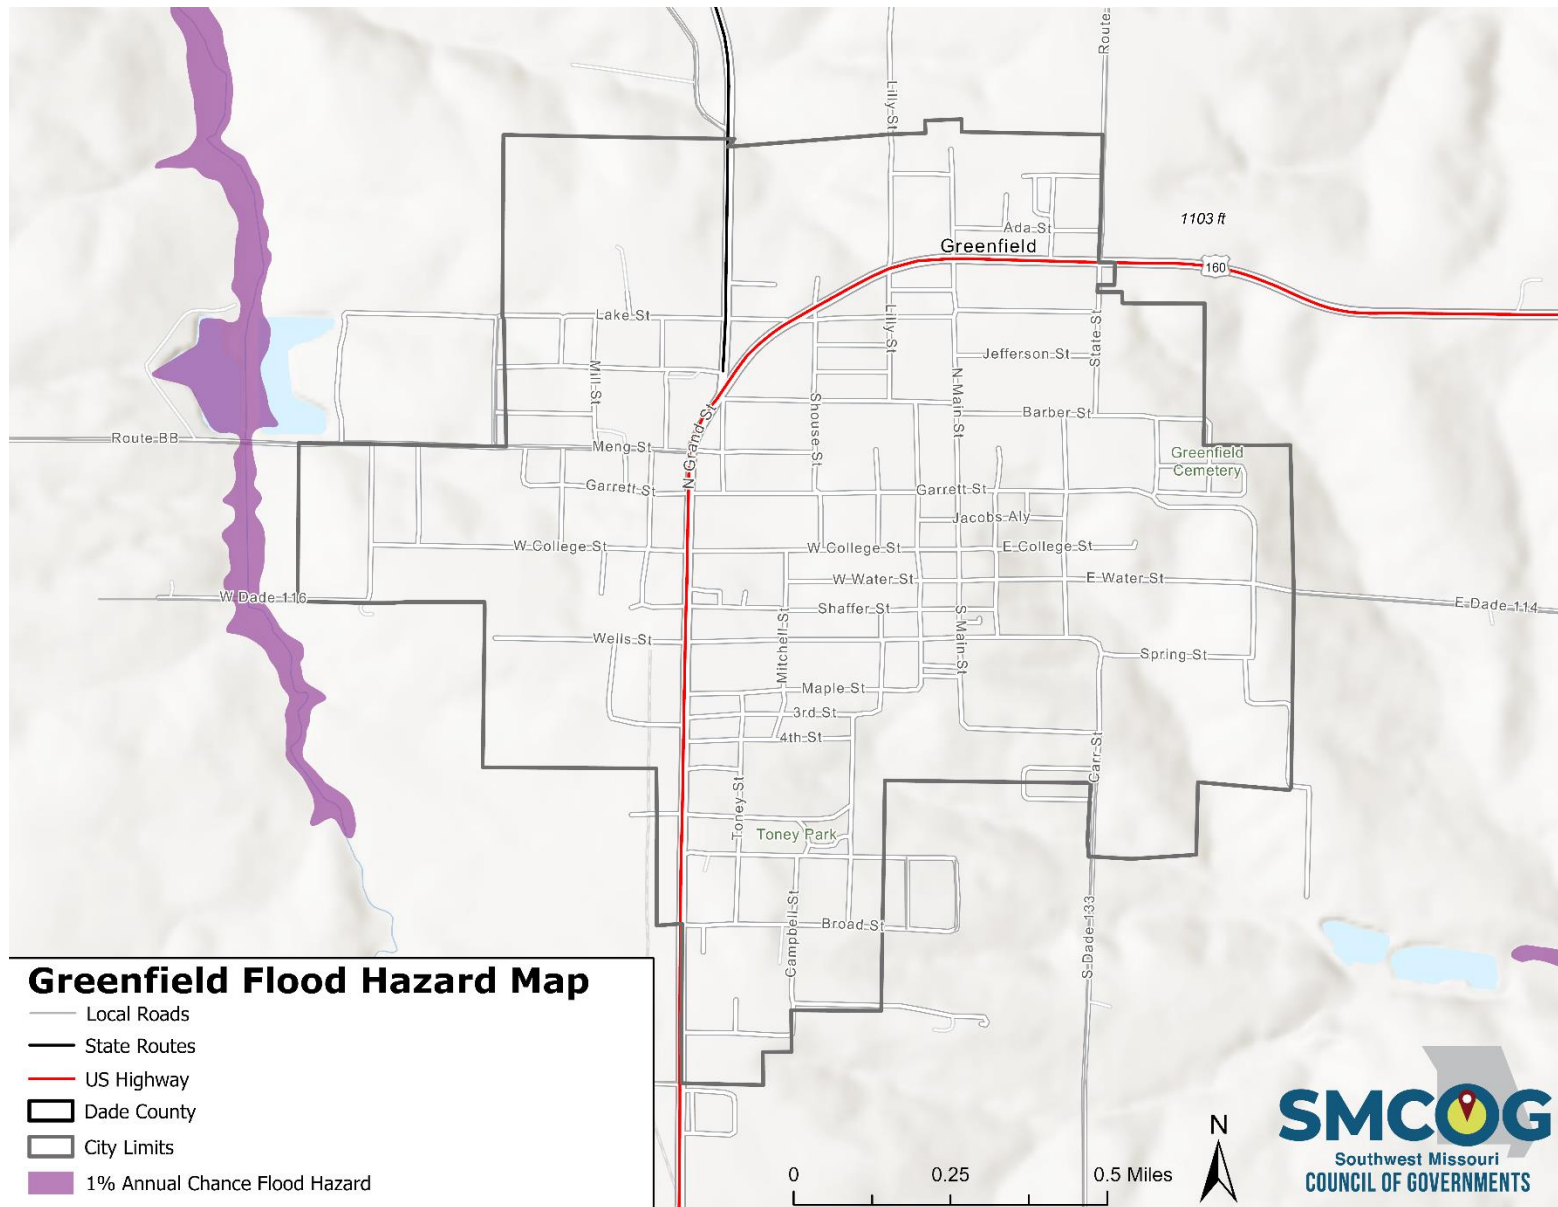 Route
Lilly St
1103 ft
Ada St
Greenfield
160
Lake St
Lilly St
State St
Jefferson St
Mill St
N Main St
Shouse St
Barber St
N Grand St
Route BB
Meng St
Greenfield
Cemetery
Garrett St
Garrett St
Jacobs Aly
W College St
W College St
E College St
W Water St
E Water St
W Dade 116
Shaffer St
E Dade 114
Mitchell St
S Main St
Wells St
Spring St
Maple St
3rd St
4th St
Carr St
Toney St
Toney Park
Campbell St
Broad St
S Dade 133
Greenfield Flood Hazard Map
Local Roads
State Routes
US Highway
Dade County
City Limits
1% Annual Chance Flood Hazard
N
0 0.25 0.5 Miles
SMCOG
Southwest Missouri
COUNCIL OF GOVERNMENTS